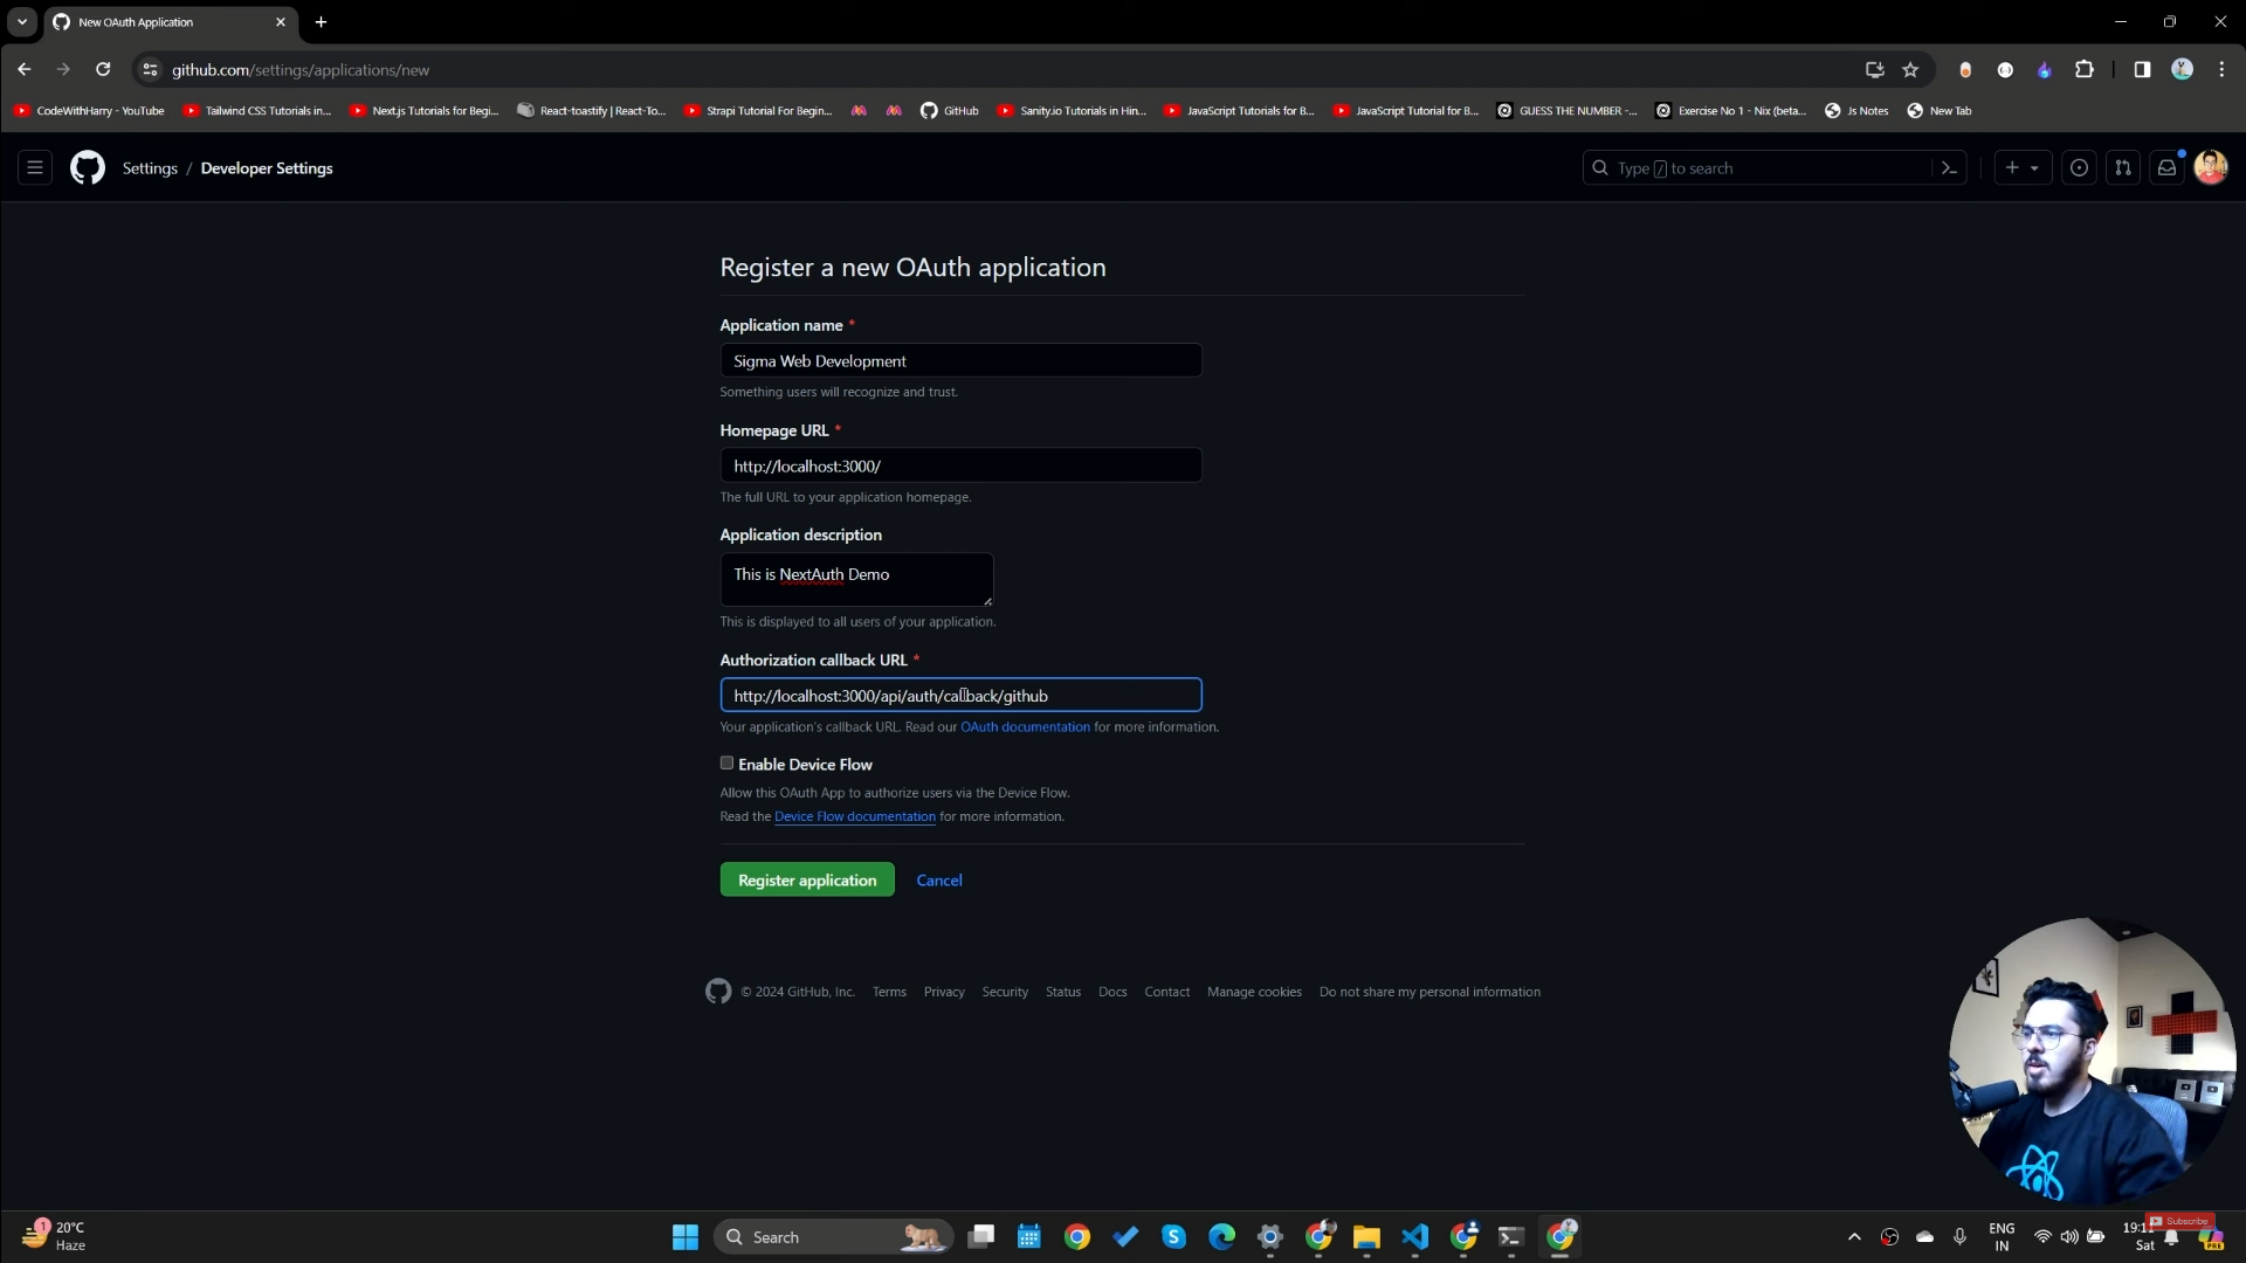 New OAuth Application
github.com/settings/applications/new
CodeWithHarry - YouTube
Tailwind CSS Tutorials in...
Next.js Tutorials for Begi...
React-toastify | React-To...
Strapi Tutorial For Begin...
GitHub
Sanity.io Tutorials in Hin...
JavaScript Tutorials for B...
JavaScript Tutorial for B...
GUESS THE NUMBER -...
Exercise No 1 - Nix (beta...
Js Notes
New Tab
Settings / Developer Settings
Type / to search
Register a new OAuth application
Application name *
Sigma Web Development
Something users will recognize and trust.
Homepage URL *
http://localhost:3000/
The full URL to your application homepage.
Application description
This is NextAuth Demo
This is displayed to all users of your application.
Authorization callback URL *
http://localhost:3000/api/auth/callback/github
Your application's callback URL. Read our OAuth documentation for more information.
Enable Device Flow
Allow this OAuth App to authorize users via the Device Flow.
Read the Device Flow documentation for more information.
Register application
Cancel
© 2024 GitHub, Inc.
Terms
Privacy
Security
Status
Docs
Contact
Manage cookies
Do not share my personal information
1
20°C
Haze
Search
ENG
IN
Sat
Subscribe
PRE